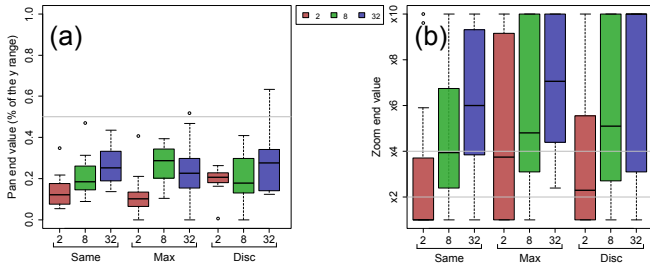 2 8 32
(a)
Pan end value (% of the y range)
1.0
0.8
0.6
0.4
0.2
0.0
2 8 32 2 8 32 2 8 32
Same Max Disc
(b)
Zoom end value
x10
x8
x6
x4
x2
2 8 32 2 8 32 2 8 32
Same Max Disc